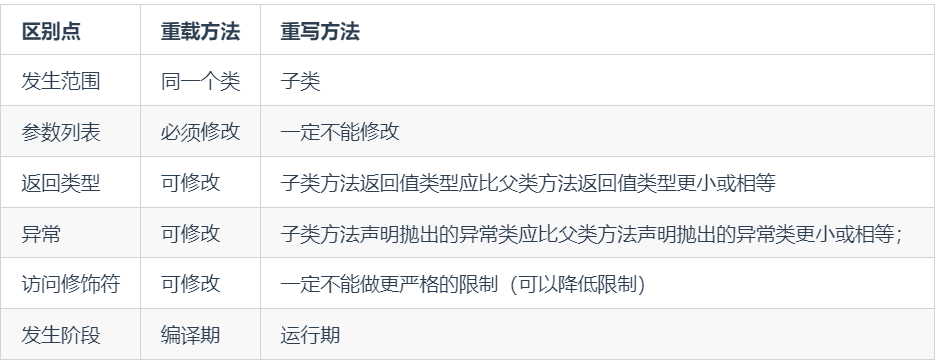 区别点 重载方法 重写方法
发生范围 同一个类 子类
参数列表 必须修改 一定不能修改
返回类型 可修改 子类方法返回值类型应比父类方法返回值类型更小或相等
异常 可修改 子类方法声明抛出的异常类应比父类方法声明抛出的异常类更小或相等；
访问修饰符 可修改 一定不能做更严格的限制（可以降低限制）
发生阶段 编译期 运行期